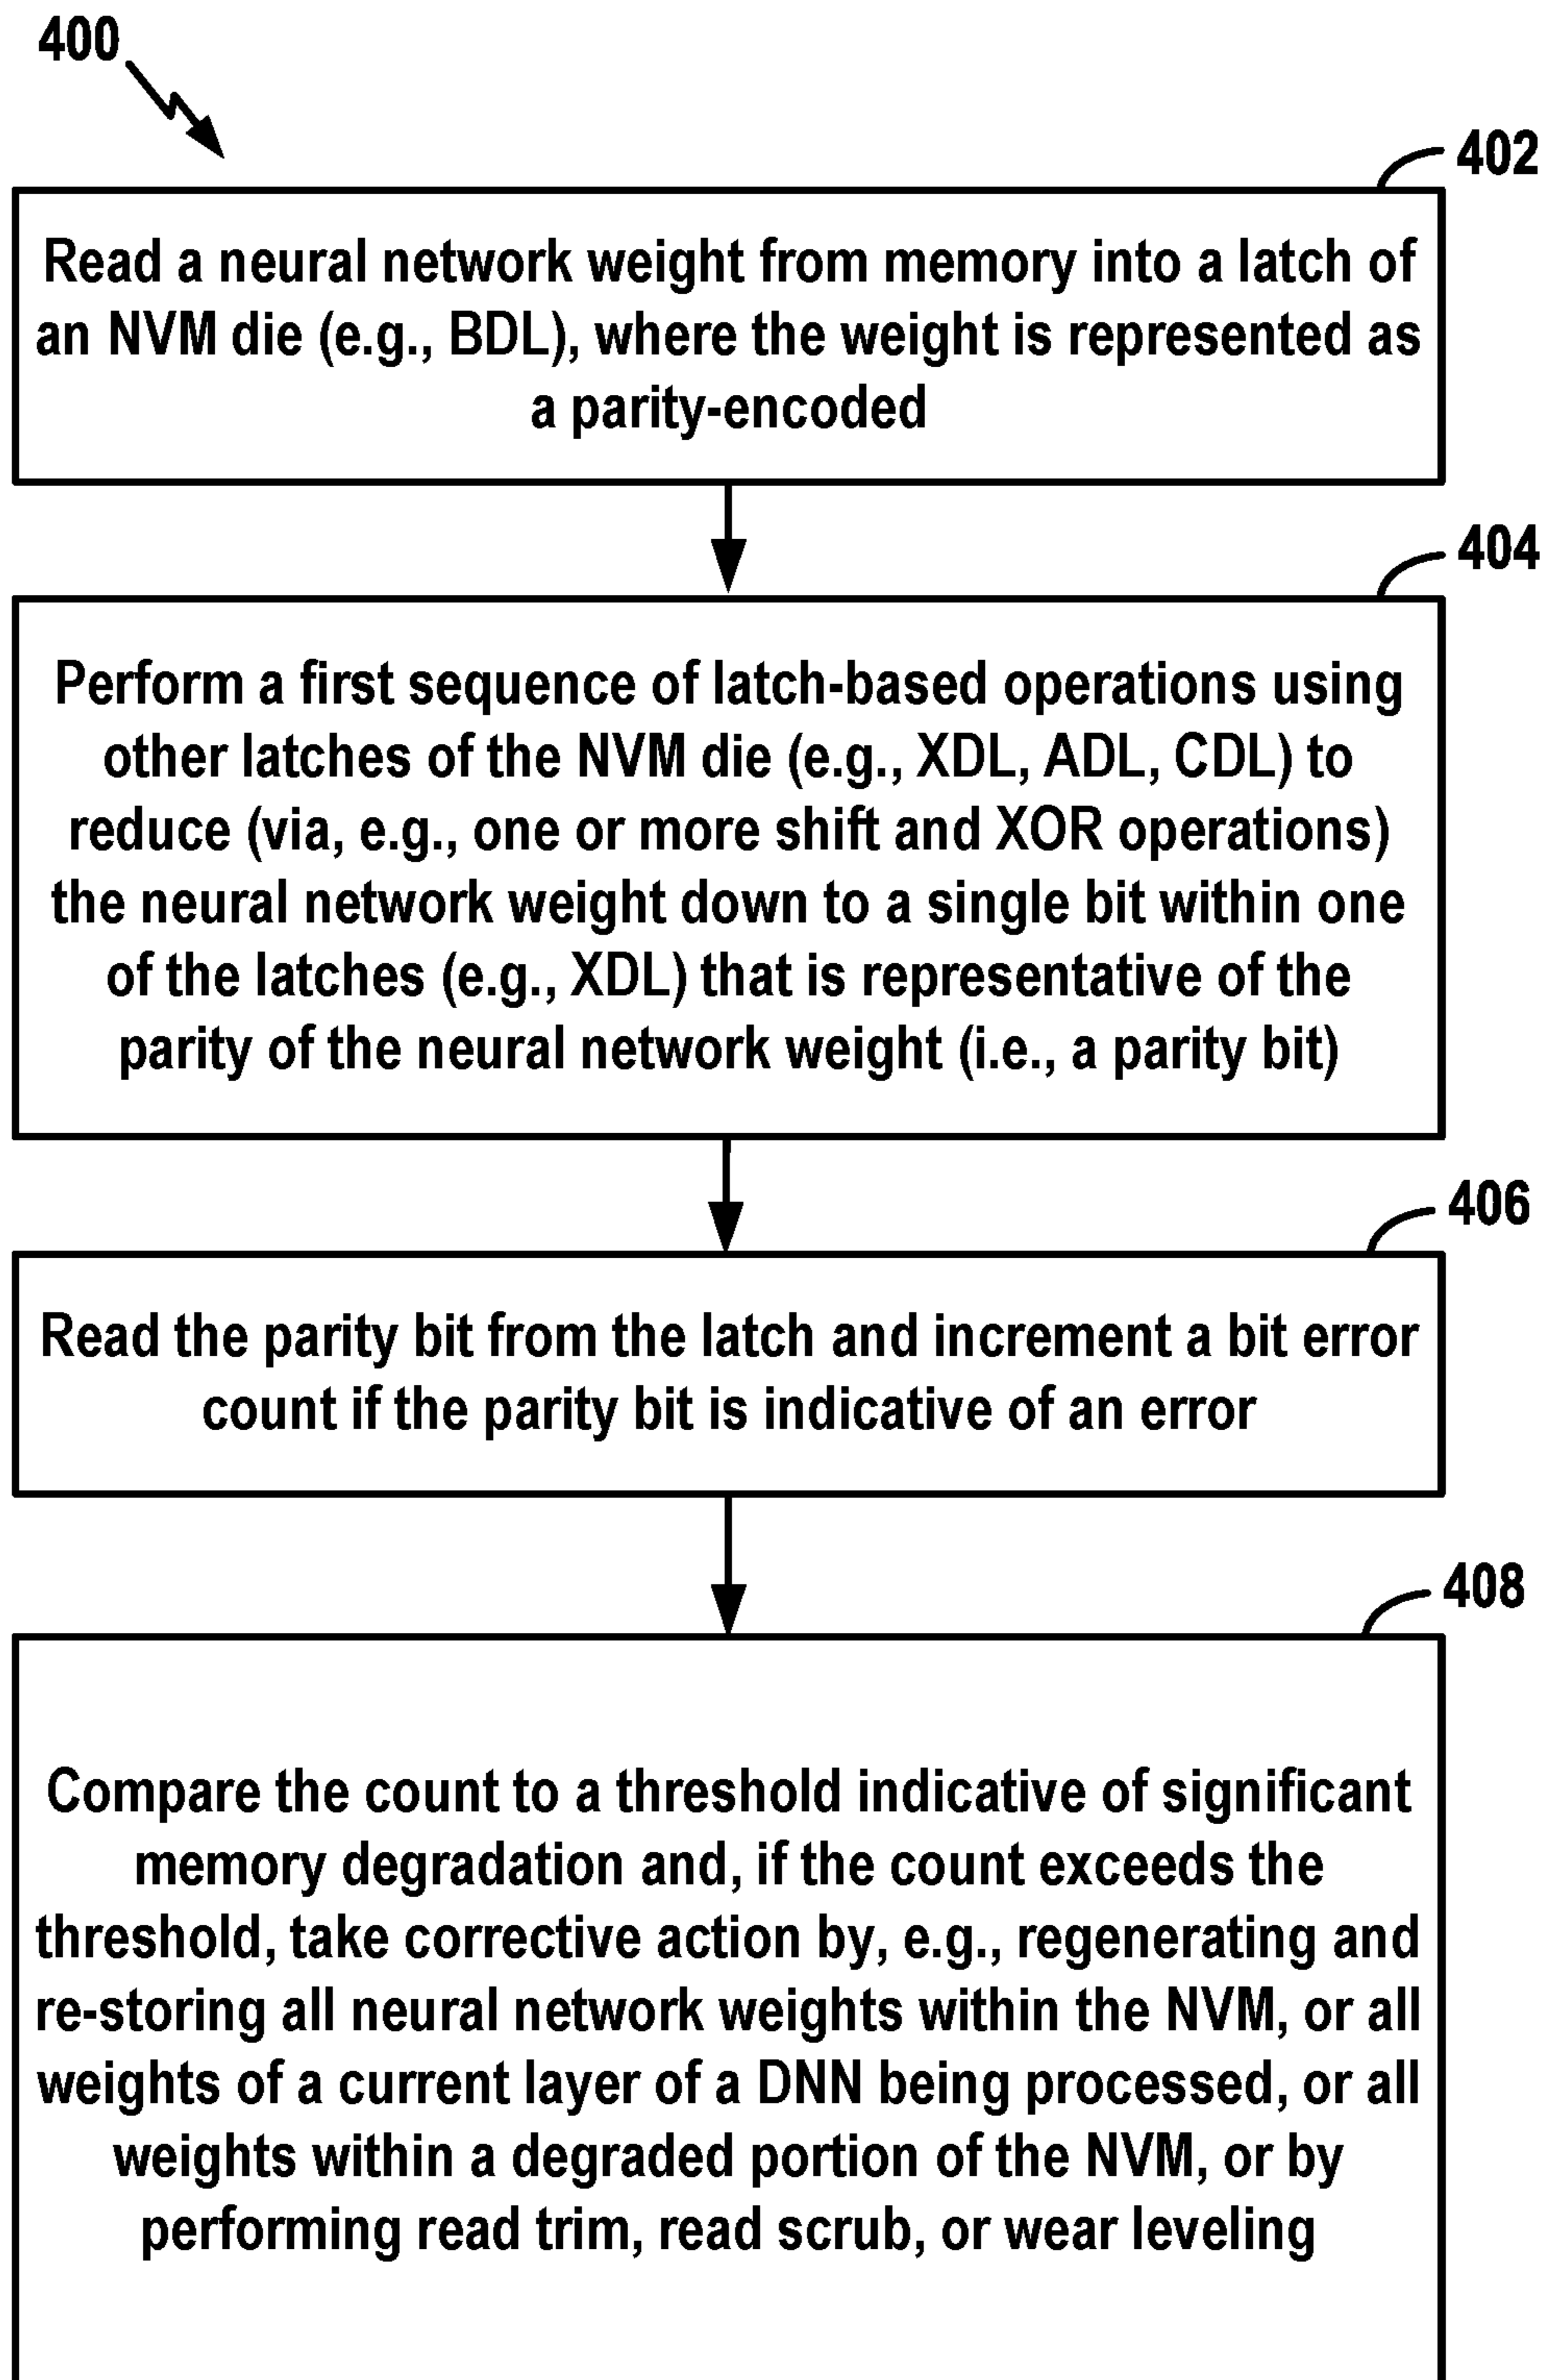 400
402
Read a neural network weight from memory into a latch of
an NVM die (e.g., BDL), where the weight is represented as
a parity-encoded
404
Perform a first sequence of latch-based operations using
other latches of the NVM die (e.g., XDL, ADL, CDL) to
reduce (via, e.g., one or more shift and XOR operations)
the neural network weight down to a single bit within one
of the latches (e.g., XDL) that is representative of the
parity of the neural network weight (i.e., a parity bit)
406
Read the parity bit from the latch and increment a bit error
count if the parity bit is indicative of an error
408
Compare the count to a threshold indicative of significant
memory degradation and, if the count exceeds the
threshold, take corrective action by, e.g., regenerating and
re-storing all neural network weights within the NVM, or all
weights of a current layer of a DNN being processed, or all
weights within a degraded portion of the NVM, or by
performing read trim, read scrub, or wear leveling